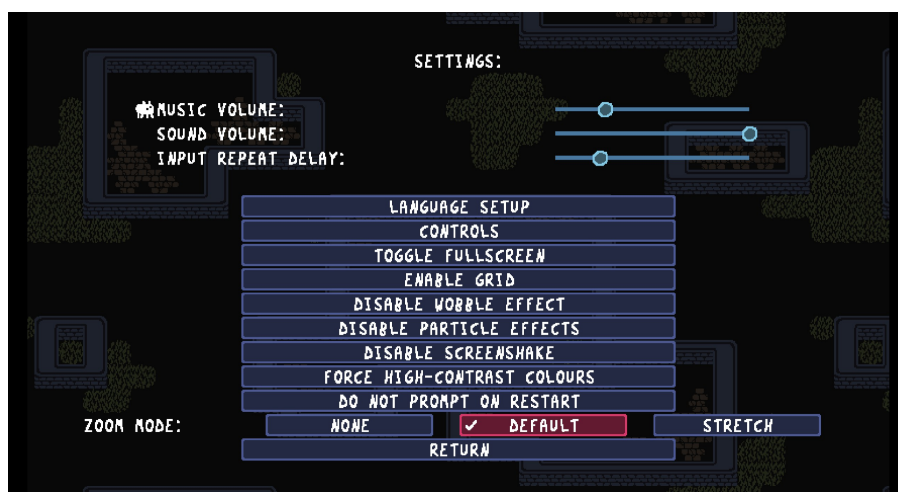 SETTINGS:
MUSIC VOLUME:
SOUND VOLUME:
INPUT REPEAT DELAY:
LANGUAGE SETUP
CONTROLS
TOGGLE FULLSCREEN
ENABLE GRID
DISABLE WOBBLE EFFECT
DISABLE PARTICLE EFFECTS
DISABLE SCREENSHAKE
FORCE HIGH-CONTRAST COLOURS
DO NOT PROMPT ON RESTART
ZOOM MODE: NONE ✓ DEFAULT STRETCH
RETURN